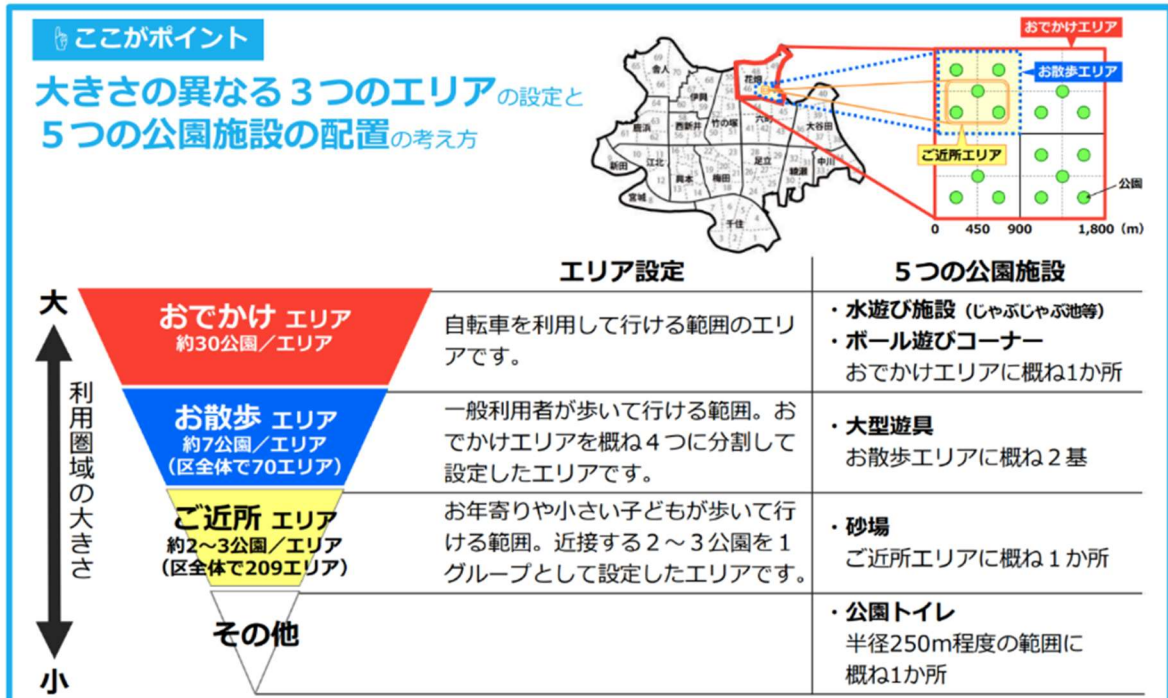 ここがポイント
大きさの異なる３つのエリアの設定と
５つの公園施設の配置の考え方
舎人
花畑
伊興
鹿浜
西新井
竹の塚
六町
大谷田
新田
江北
興本
梅田
足立
綾瀬
中川
宮城
千住
おでかけエリア
お散歩エリア
ご近所エリア
公園
0 450 900 1,800（m）
エリア設定
５つの公園施設
大
利用圏域の大きさ
小
おでかけ エリア
約30公園／エリア
自転車を利用して行ける範囲のエリ
アです。
・水遊び施設（じゃぶじゃぶ池等）
・ボール遊びコーナー
おでかけエリアに概ね1か所
お散歩 エリア
約7公園／エリア
（区全体で70エリア）
一般利用者が歩いて行ける範囲。お
でかけエリアを概ね４つに分割して
設定したエリアです。
・大型遊具
お散歩エリアに概ね２基
ご近所 エリア
約2～3公園／エリア
（区全体で209エリア）
お年寄りや小さい子どもが歩いて行
ける範囲。近接する２～３公園を１
グループとして設定したエリアです。
・砂場
ご近所エリアに概ね１か所
その他
・公園トイレ
半径250m程度の範囲に
概ね1か所